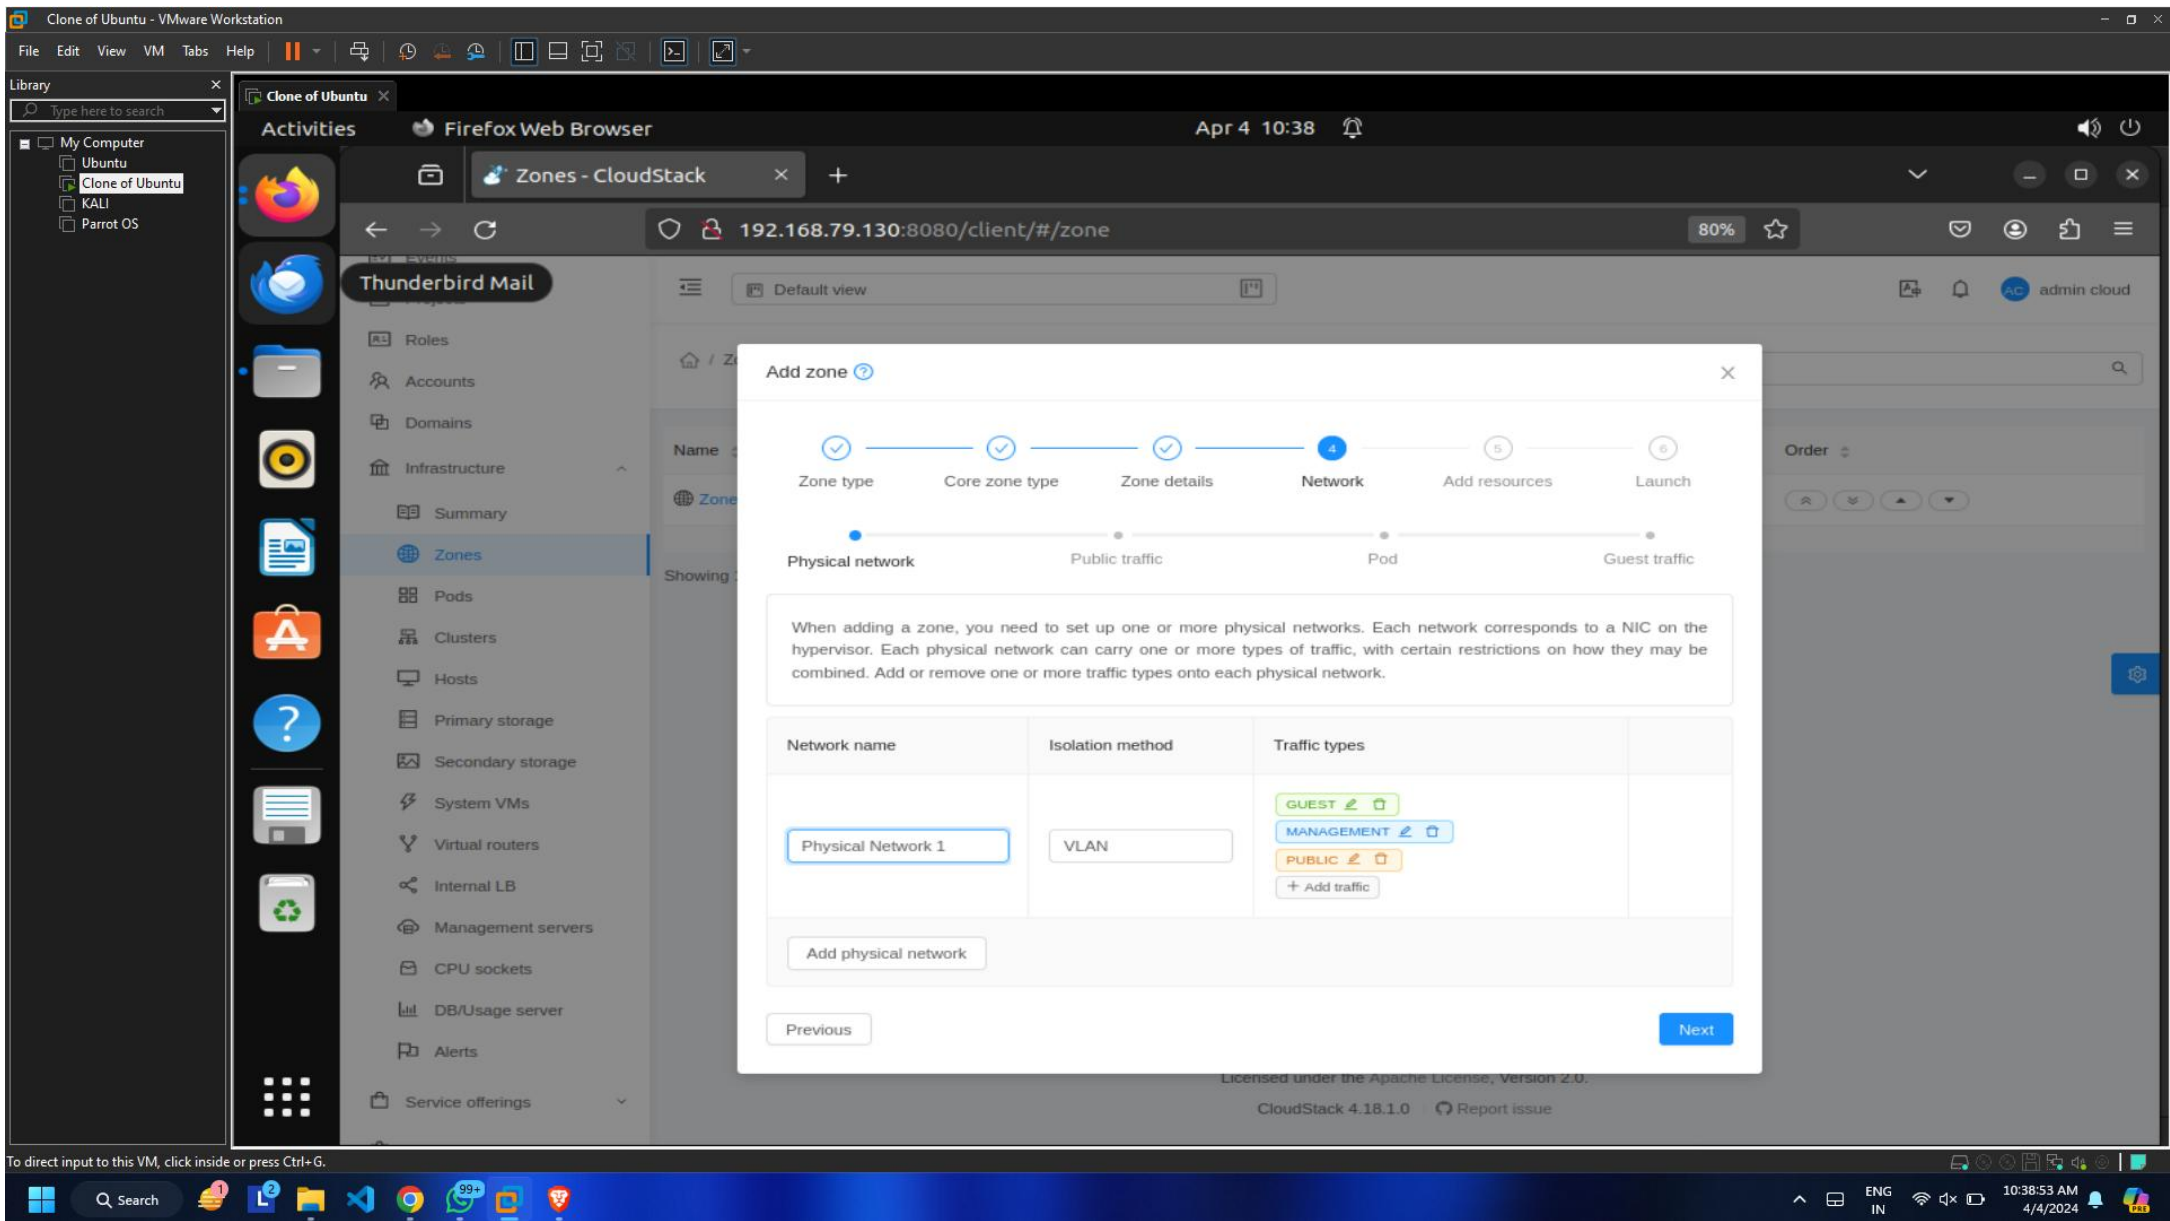 Clone of Ubuntu - VMware Workstation
File Edit View VM Tabs Help
Library
Type here to search
My Computer
Ubuntu
Clone of Ubuntu
KALI
Parrot OS
Clone of Ubuntu
Activities Firefox Web Browser Apr 4 10:38
Zones - CloudStack
192.168.79.130:8080/client/#/zone 80%
Events
Thunderbird Mail
Default view
admin cloud
AC
Roles
Accounts
Domains
Infrastructure
Summary
Zones
Pods
Clusters
Hosts
Primary storage
Secondary storage
System VMs
Virtual routers
Internal LB
Management servers
CPU sockets
DB/Usage server
Alerts
Service offerings
Name
Order
Zone
Showing
Add zone
4 5 6
Zone type Core zone type Zone details Network Add resources Launch
Physical network Public traffic Pod Guest traffic
When adding a zone, you need to set up one or more physical networks. Each network corresponds to a NIC on the
hypervisor. Each physical network can carry one or more types of traffic, with certain restrictions on how they may be
combined. Add or remove one or more traffic types onto each physical network.
Network name Isolation method Traffic types
Physical Network 1 VLAN
GUEST
MANAGEMENT
PUBLIC
+ Add traffic
Add physical network
Previous Next
Licensed under the Apache License, Version 2.0.
CloudStack 4.18.1.0 Report issue
To direct input to this VM, click inside or press Ctrl+G.
Search
1
2
99+
ENG
IN
10:38:53 AM
4/4/2024
PRE